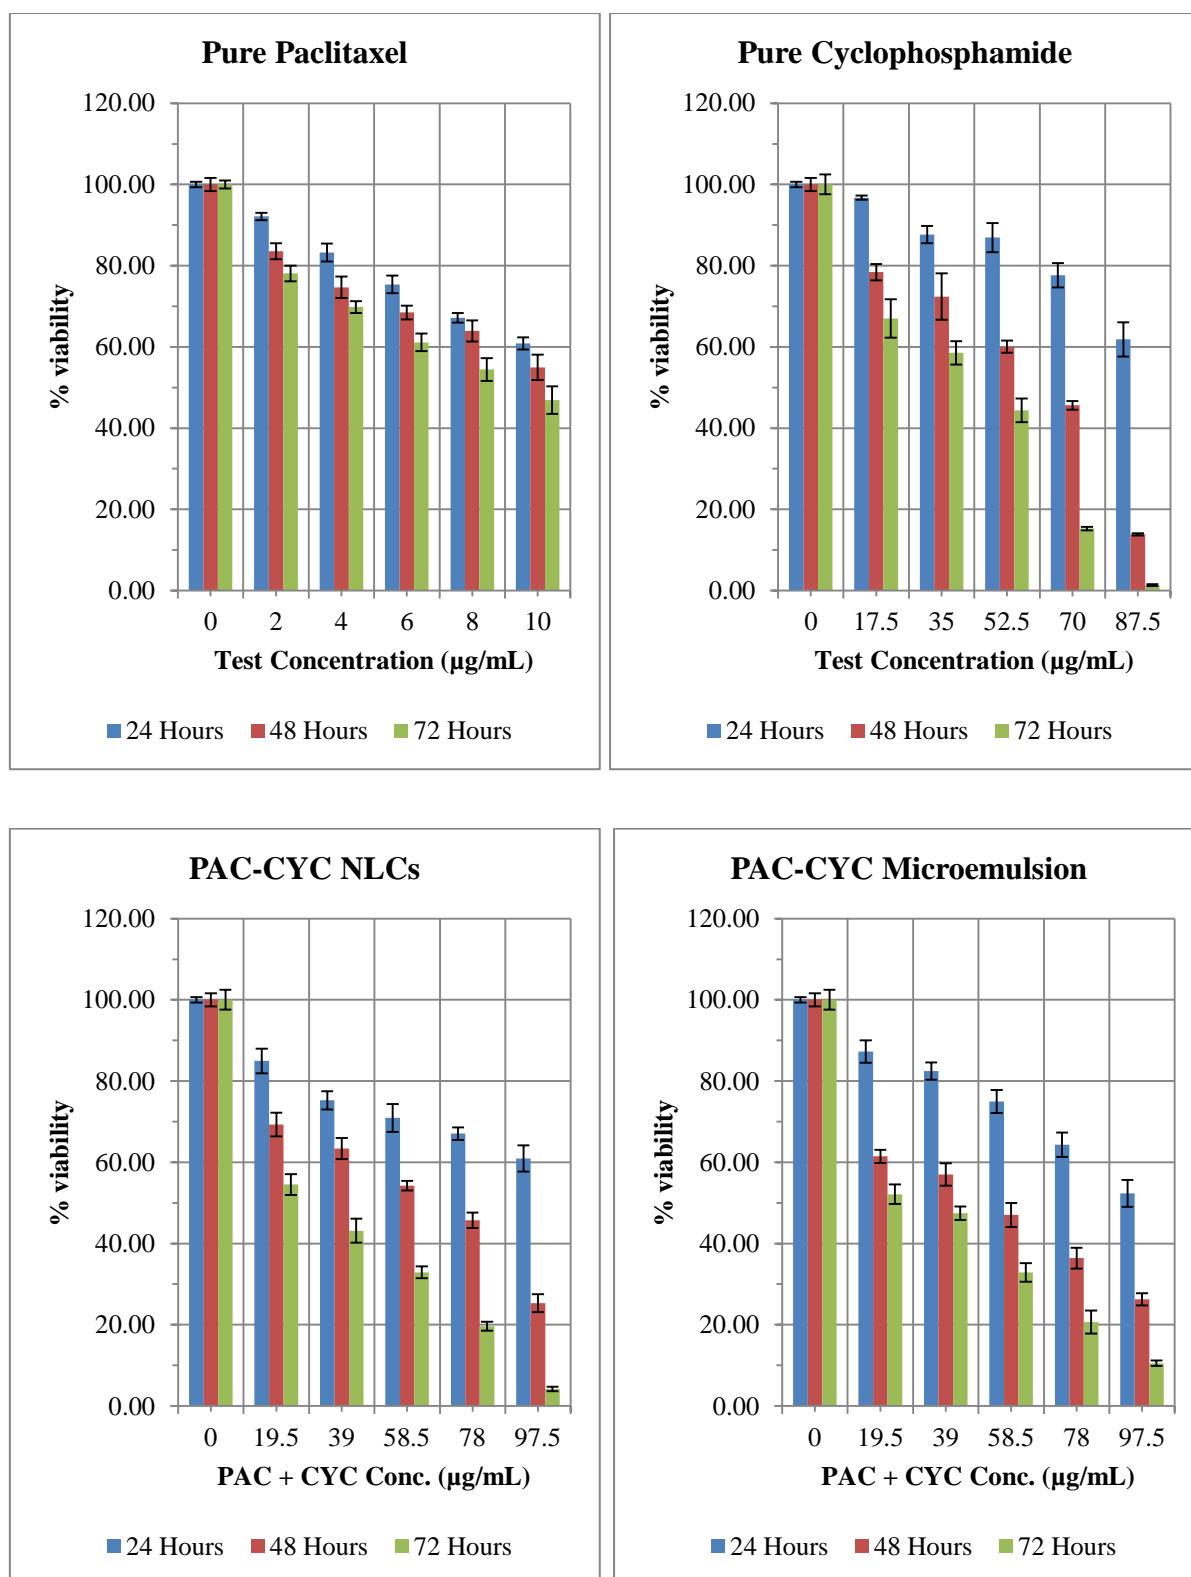 Pure Paclitaxel
120.00
100.00
80.00
60.00
40.00
20.00
0.00
% viability
0 2 4 6 8 10
Test Concentration (µg/mL)
24 Hours 48 Hours 72 Hours
Pure Cyclophosphamide
120.00
100.00
80.00
60.00
40.00
20.00
0.00
% viability
0 17.5 35 52.5 70 87.5
Test Concentration (µg/mL)
24 Hours 48 Hours 72 Hours
PAC-CYC NLCs
120.00
100.00
80.00
60.00
40.00
20.00
0.00
% viability
0 19.5 39 58.5 78 97.5
PAC + CYC Conc. (µg/mL)
24 Hours 48 Hours 72 Hours
PAC-CYC Microemulsion
120.00
100.00
80.00
60.00
40.00
20.00
0.00
% viability
0 19.5 39 58.5 78 97.5
PAC + CYC Conc. (µg/mL)
24 Hours 48 Hours 72 Hours